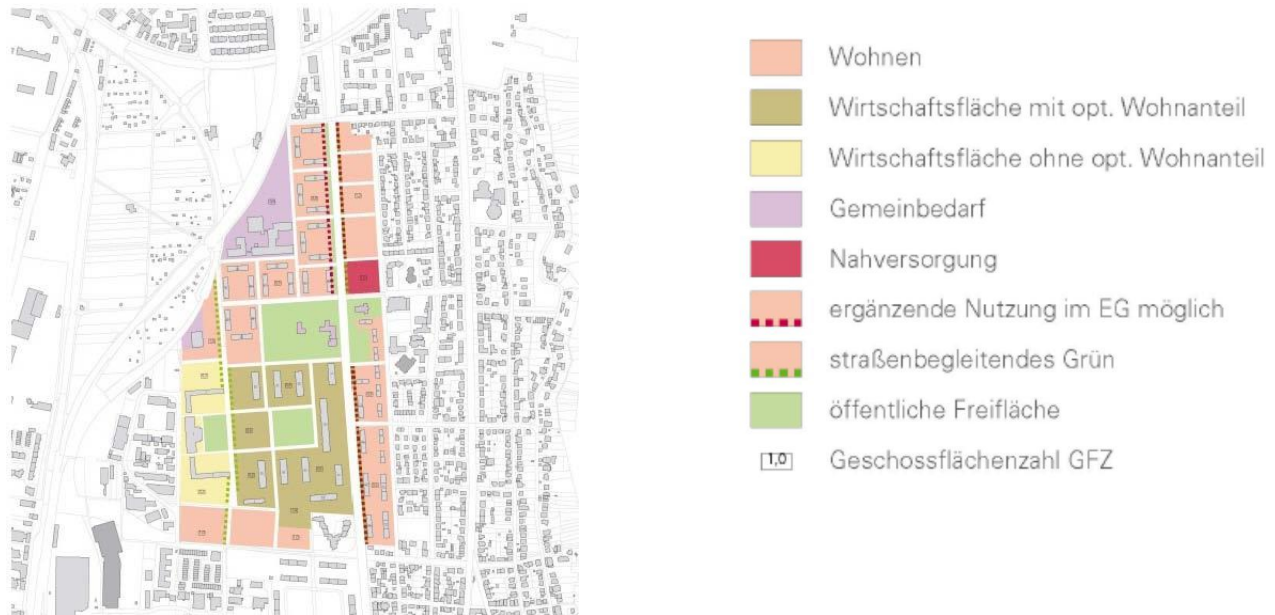 Wohnen
Wirtschaftsfläche mit opt. Wohnanteil
Wirtschaftsfläche ohne opt. Wohnanteil
Gemeinbedarf
Nahversorgung
ergänzende Nutzung im EG möglich
straßenbegleitendes Grün
öffentliche Freifläche
1,0 Geschossflächenzahl GFZ